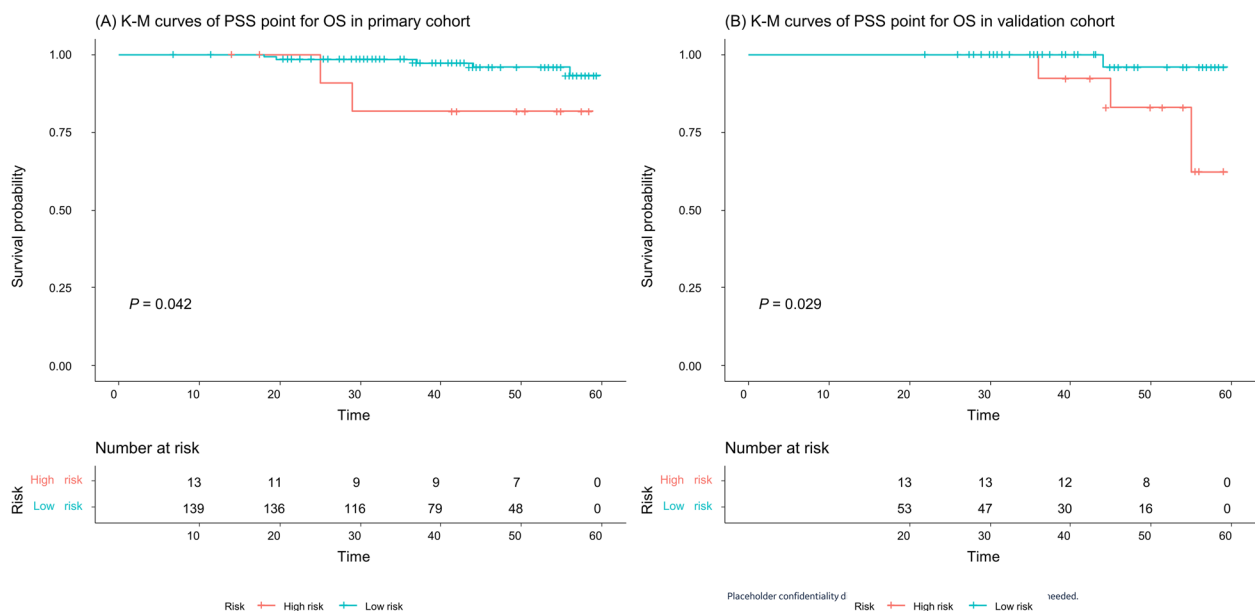 (A) K-M curves of PSS point for OS in primary cohort
1.00
0.75
0.50
0.25
0.00
Survival probability
P = 0.042
0 10 20 30 40 50 60
Time
Number at risk
Risk
High risk 13 11 9 9 7 0
Low risk 139 136 116 79 48 0
10 20 30 40 50 60
Time
Risk High risk Low risk
(B) K-M curves of PSS point for OS in validation cohort
1.00
0.75
0.50
0.25
0.00
Survival probability
P = 0.029
0 10 20 30 40 50 60
Time
Number at risk
Risk
High risk 13 13 12 8 0
Low risk 53 47 30 16 0
20 30 40 50 60
Time
Placeholder confidentiality
Risk High risk Low risk
needed.